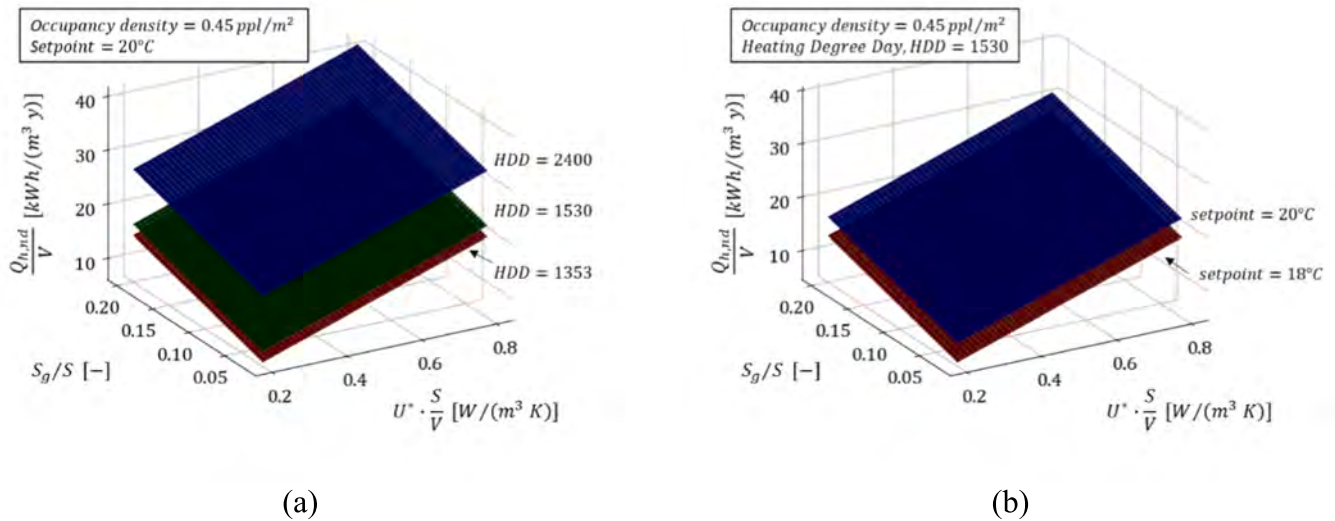 Occupancy density = 0.45 ppl/m²
Setpoint = 20°C
40
30
20
10
Q_{h,nd}/V [kWh/(m³ y)]
HDD = 2400
HDD = 1530
HDD = 1353
0.20
0.15
0.10
0.05
S_g/S [−]
0.2
0.4
0.6
0.8
U* · S/V [W/(m³ K)]
(a)
Occupancy density = 0.45 ppl/m²
Heating Degree Day, HDD = 1530
40
30
20
10
Q_{h,nd}/V [kWh/(m³ y)]
setpoint = 20°C
setpoint = 18°C
0.20
0.15
0.10
0.05
S_g/S [−]
0.2
0.4
0.6
0.8
U* · S/V [W/(m³ K)]
(b)